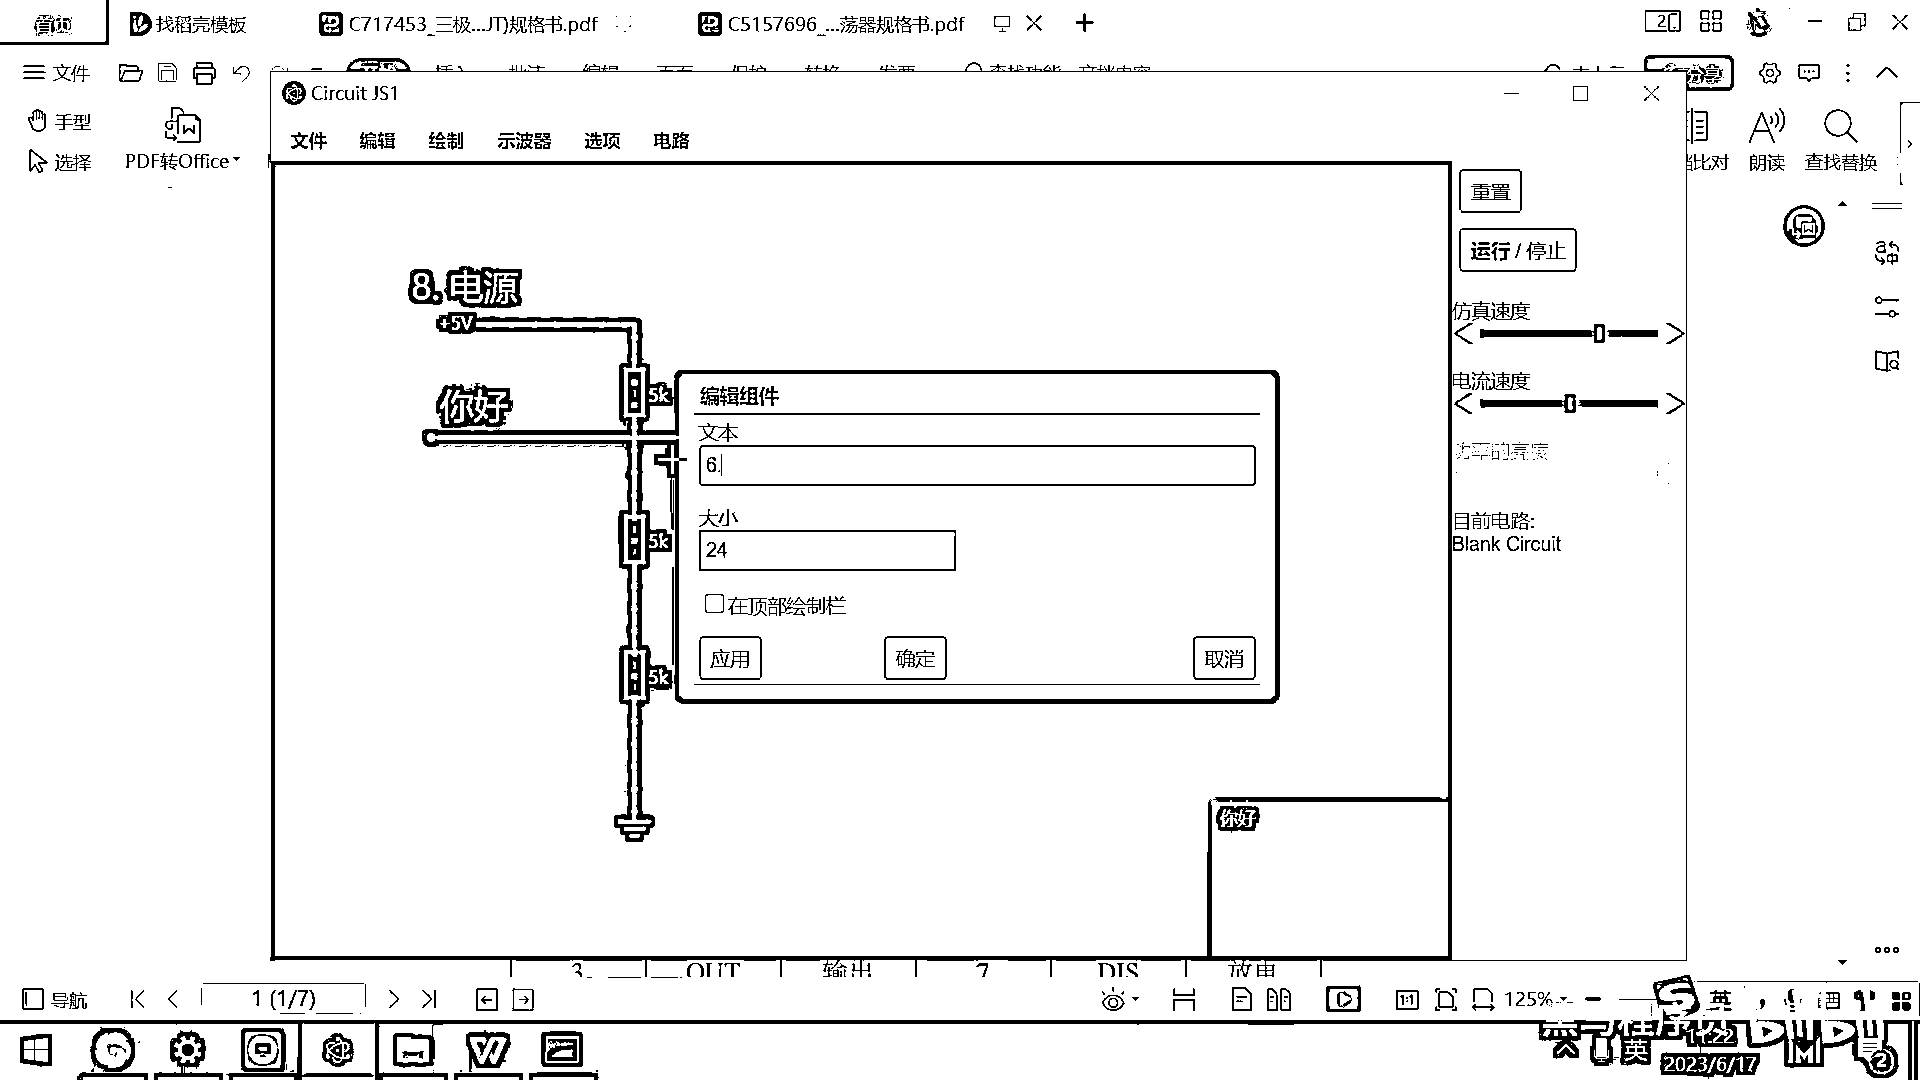 首页 找稻壳模板 C717453_三极...JT)规格书.pdf C5157696_...荡器规格书.pdf
文件
Circuit JS1
手型
选择
PDF转Office
文件 编辑 绘制 示波器 选项 电路
比对 朗读 查找替换
重置
运行 / 停止
仿真速度
电流速度
目前电路:
Blank Circuit
8.电源
+5V
你好
5k
5k
5k
编辑组件
文本
6.
大小
24
在顶部绘制栏
应用 确定 取消
你好
3 OUT 输出 7 DIS 放电
导航 1 (1/7) 1:1 125% 英
英 11:22
2023/6/17 2